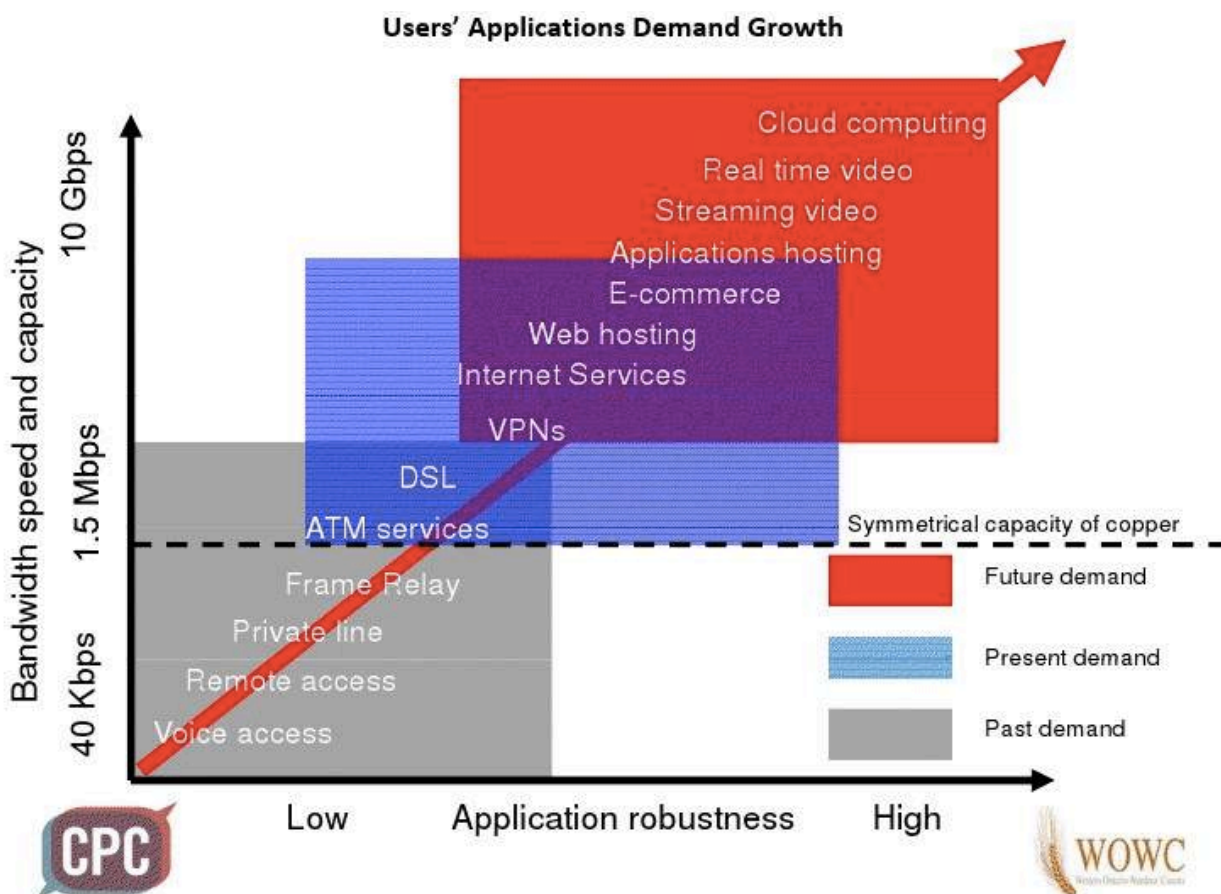 Users' Applications Demand Growth
Bandwidth speed and capacity
10 Gbps
1.5 Mbps
40 Kbps
Cloud computing
Real time video
Streaming video
Applications hosting
E-commerce
Web hosting
Internet Services
VPNs
DSL
ATM services
Frame Relay
Private line
Remote access
Voice access
Symmetrical capacity of copper
Future demand
Present demand
Past demand
Low
Application robustness
High
CPC
WOWC